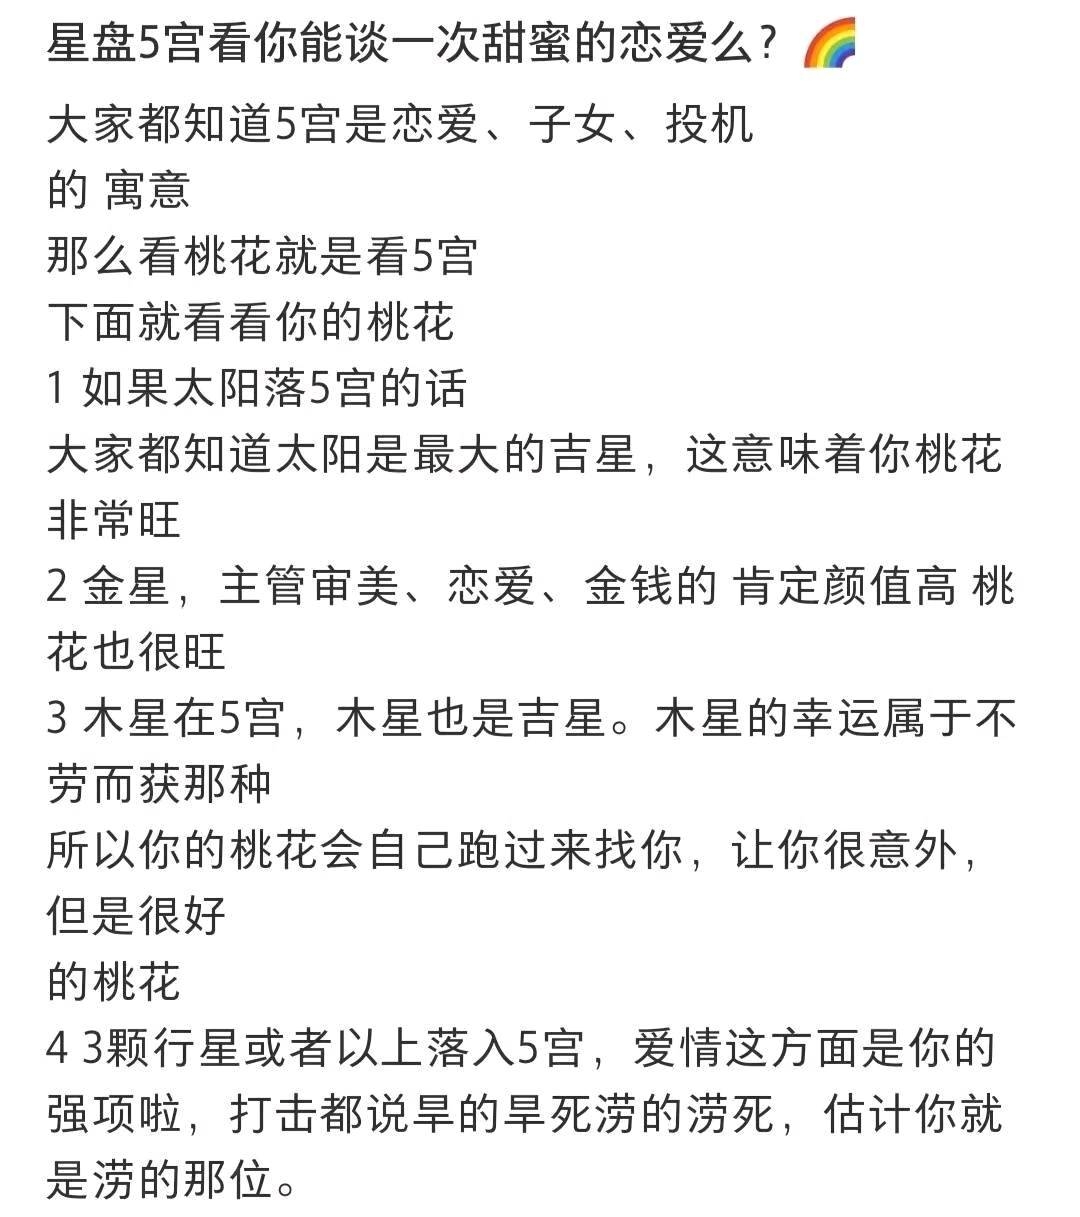 星盘5宫看你能谈一次甜蜜的恋爱么？🌈
大家都知道5宫是恋爱、子女、投机
的 寓意
那么看桃花就是看5宫
下面就看看你的桃花
1 如果太阳落5宫的话
大家都知道太阳是最大的吉星，这意味着你桃花
非常旺
2 金星，主管审美、恋爱、金钱的 肯定颜值高 桃
花也很旺
3 木星在5宫，木星也是吉星。木星的幸运属于不
劳而获那种
所以你的桃花会自己跑过来找你，让你很意外，
但是很好
的桃花
4 3颗行星或者以上落入5宫，爱情这方面是你的
强项啦，打击都说旱的旱死涝的涝死，估计你就
是涝的那位。